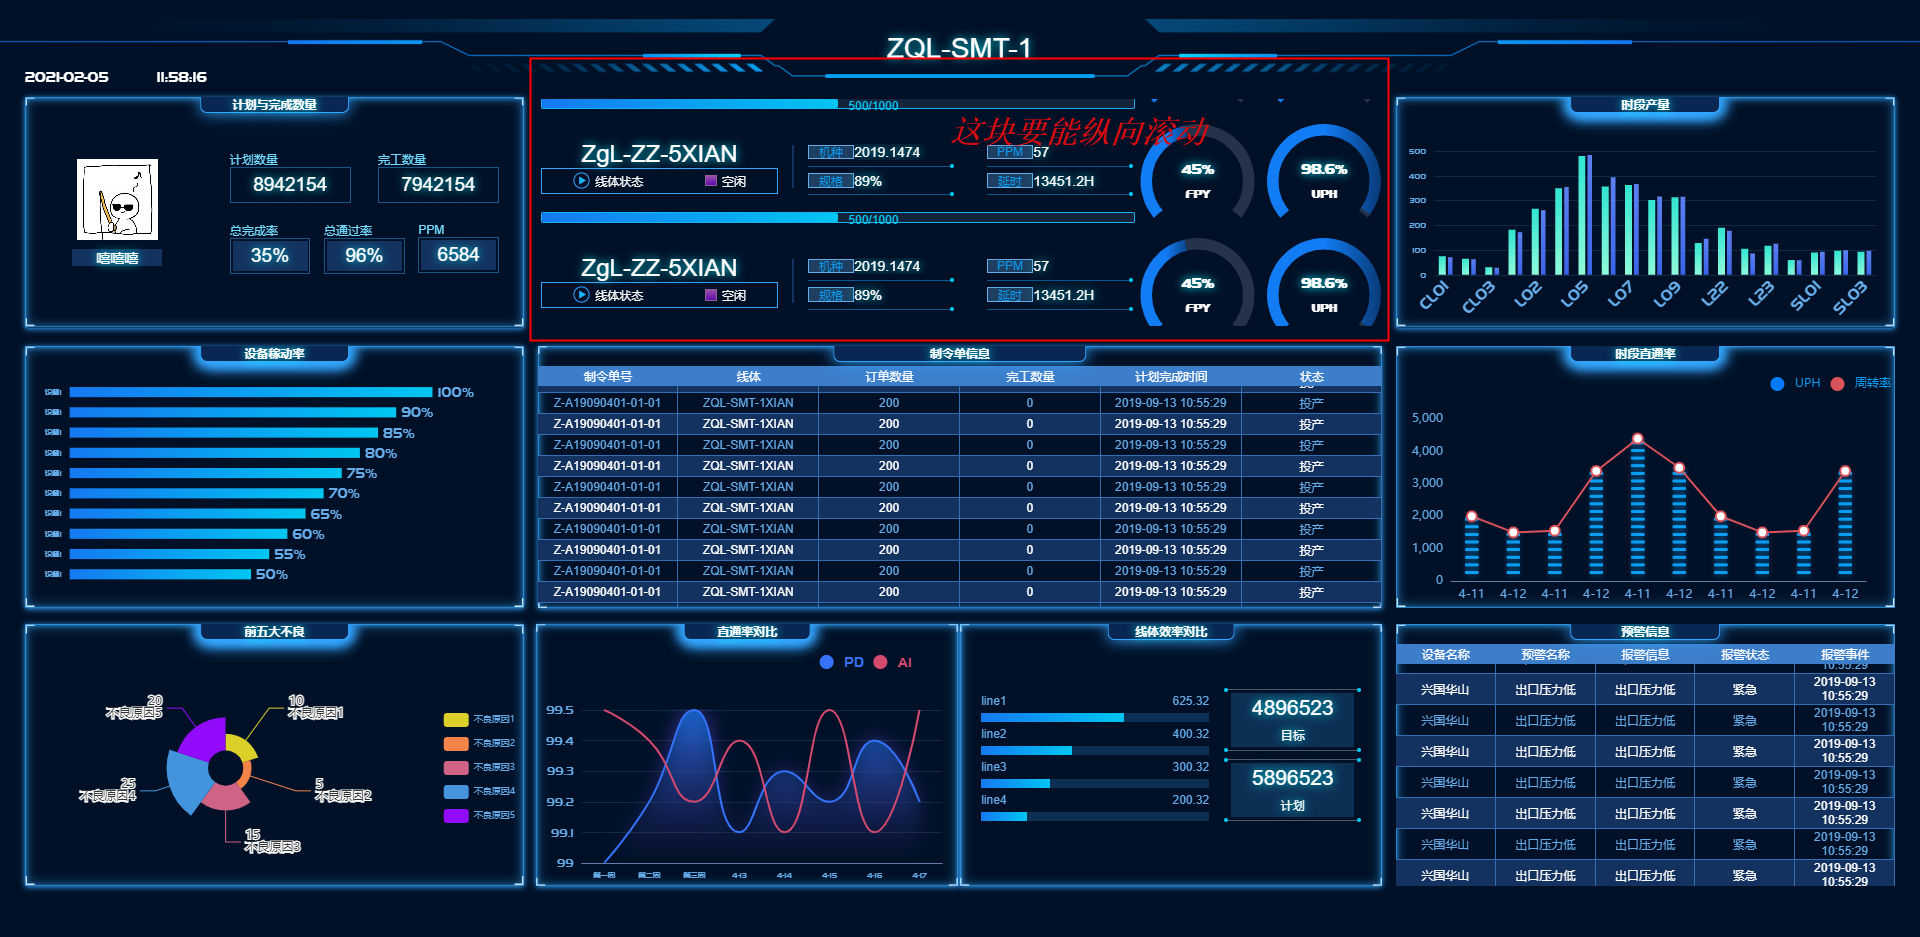 ZQL-SMT-1
2021-02-05 11:58:16
计划与完成数量
计划数量 完工数量
8942154 7942154
总完成率 总通过率 PPM
35% 96% 6584
嘻嘻嘻
500/1000
这块要能纵向滚动
ZgL-ZZ-5XIAN
线体状态 空闲
机种 2019.1474 PPM 57
规格 89% 延时 13451.2H
45% FPY
98.6% UPH
500/1000
ZgL-ZZ-5XIAN
线体状态 空闲
机种 2019.1474 PPM 57
规格 89% 延时 13451.2H
45% FPY
98.6% UPH
时段产量
500
400
300
200
100
0
CL01 CL03 L02 L05 L07 L09 L22 L23 SL01 SL03
设备稼动率
100%
90%
85%
80%
75%
70%
65%
60%
55%
50%
制令单信息
制令单号 线体 订单数量 完工数量 计划完成时间 状态
Z-A19090401-01-01 ZQL-SMT-1XIAN 200 0 2019-09-13 10:55:29 投产
Z-A19090401-01-01 ZQL-SMT-1XIAN 200 0 2019-09-13 10:55:29 投产
Z-A19090401-01-01 ZQL-SMT-1XIAN 200 0 2019-09-13 10:55:29 投产
Z-A19090401-01-01 ZQL-SMT-1XIAN 200 0 2019-09-13 10:55:29 投产
Z-A19090401-01-01 ZQL-SMT-1XIAN 200 0 2019-09-13 10:55:29 投产
Z-A19090401-01-01 ZQL-SMT-1XIAN 200 0 2019-09-13 10:55:29 投产
Z-A19090401-01-01 ZQL-SMT-1XIAN 200 0 2019-09-13 10:55:29 投产
Z-A19090401-01-01 ZQL-SMT-1XIAN 200 0 2019-09-13 10:55:29 投产
Z-A19090401-01-01 ZQL-SMT-1XIAN 200 0 2019-09-13 10:55:29 投产
Z-A19090401-01-01 ZQL-SMT-1XIAN 200 0 2019-09-13 10:55:29 投产
时段直通率
UPH 周转率
5,000
4,000
3,000
2,000
1,000
0
4-11 4-12 4-11 4-12 4-11 4-12 4-11 4-12 4-11 4-12
前五大不良
20
不良原因5
10
不良原因1
25
不良原因4
5
不良原因2
15
不良原因3
不良原因1
不良原因2
不良原因3
不良原因4
不良原因5
直通率对比
PD AI
99.5
99.4
99.3
99.2
99.1
99
第一周 第二周 第三周 4-13 4-14 4-15 4-16 4-17
线体效率对比
line1 625.32
line2 400.32
line3 300.32
line4 200.32
4896523
目标
5896523
计划
预警信息
设备名称 预警名称 报警信息 报警状态 报警事件
10:55:29
兴国华山 出口压力低 出口压力低 紧急 2019-09-13 10:55:29
兴国华山 出口压力低 出口压力低 紧急 2019-09-13 10:55:29
兴国华山 出口压力低 出口压力低 紧急 2019-09-13 10:55:29
兴国华山 出口压力低 出口压力低 紧急 2019-09-13 10:55:29
兴国华山 出口压力低 出口压力低 紧急 2019-09-13 10:55:29
兴国华山 出口压力低 出口压力低 紧急 2019-09-13 10:55:29
兴国华山 出口压力低 出口压力低 紧急 2019-09-13 10:55:29